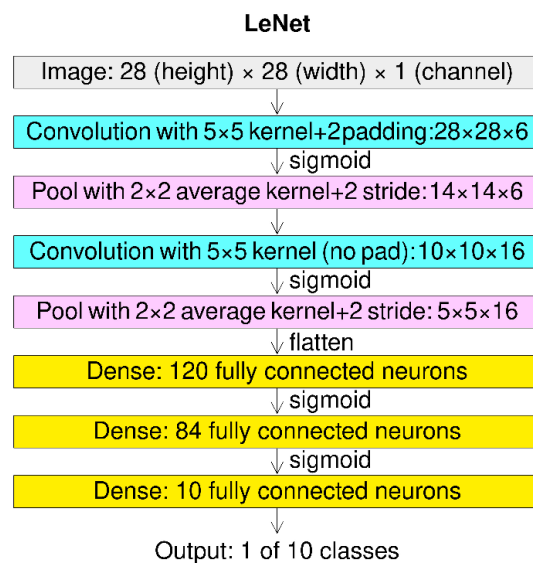 LeNet
Image: 28 (height) × 28 (width) × 1 (channel)
Convolution with 5×5 kernel+2padding:28×28×6
sigmoid
Pool with 2×2 average kernel+2 stride:14×14×6
Convolution with 5×5 kernel (no pad):10×10×16
sigmoid
Pool with 2×2 average kernel+2 stride: 5×5×16
flatten
Dense: 120 fully connected neurons
sigmoid
Dense: 84 fully connected neurons
sigmoid
Dense: 10 fully connected neurons
Output: 1 of 10 classes